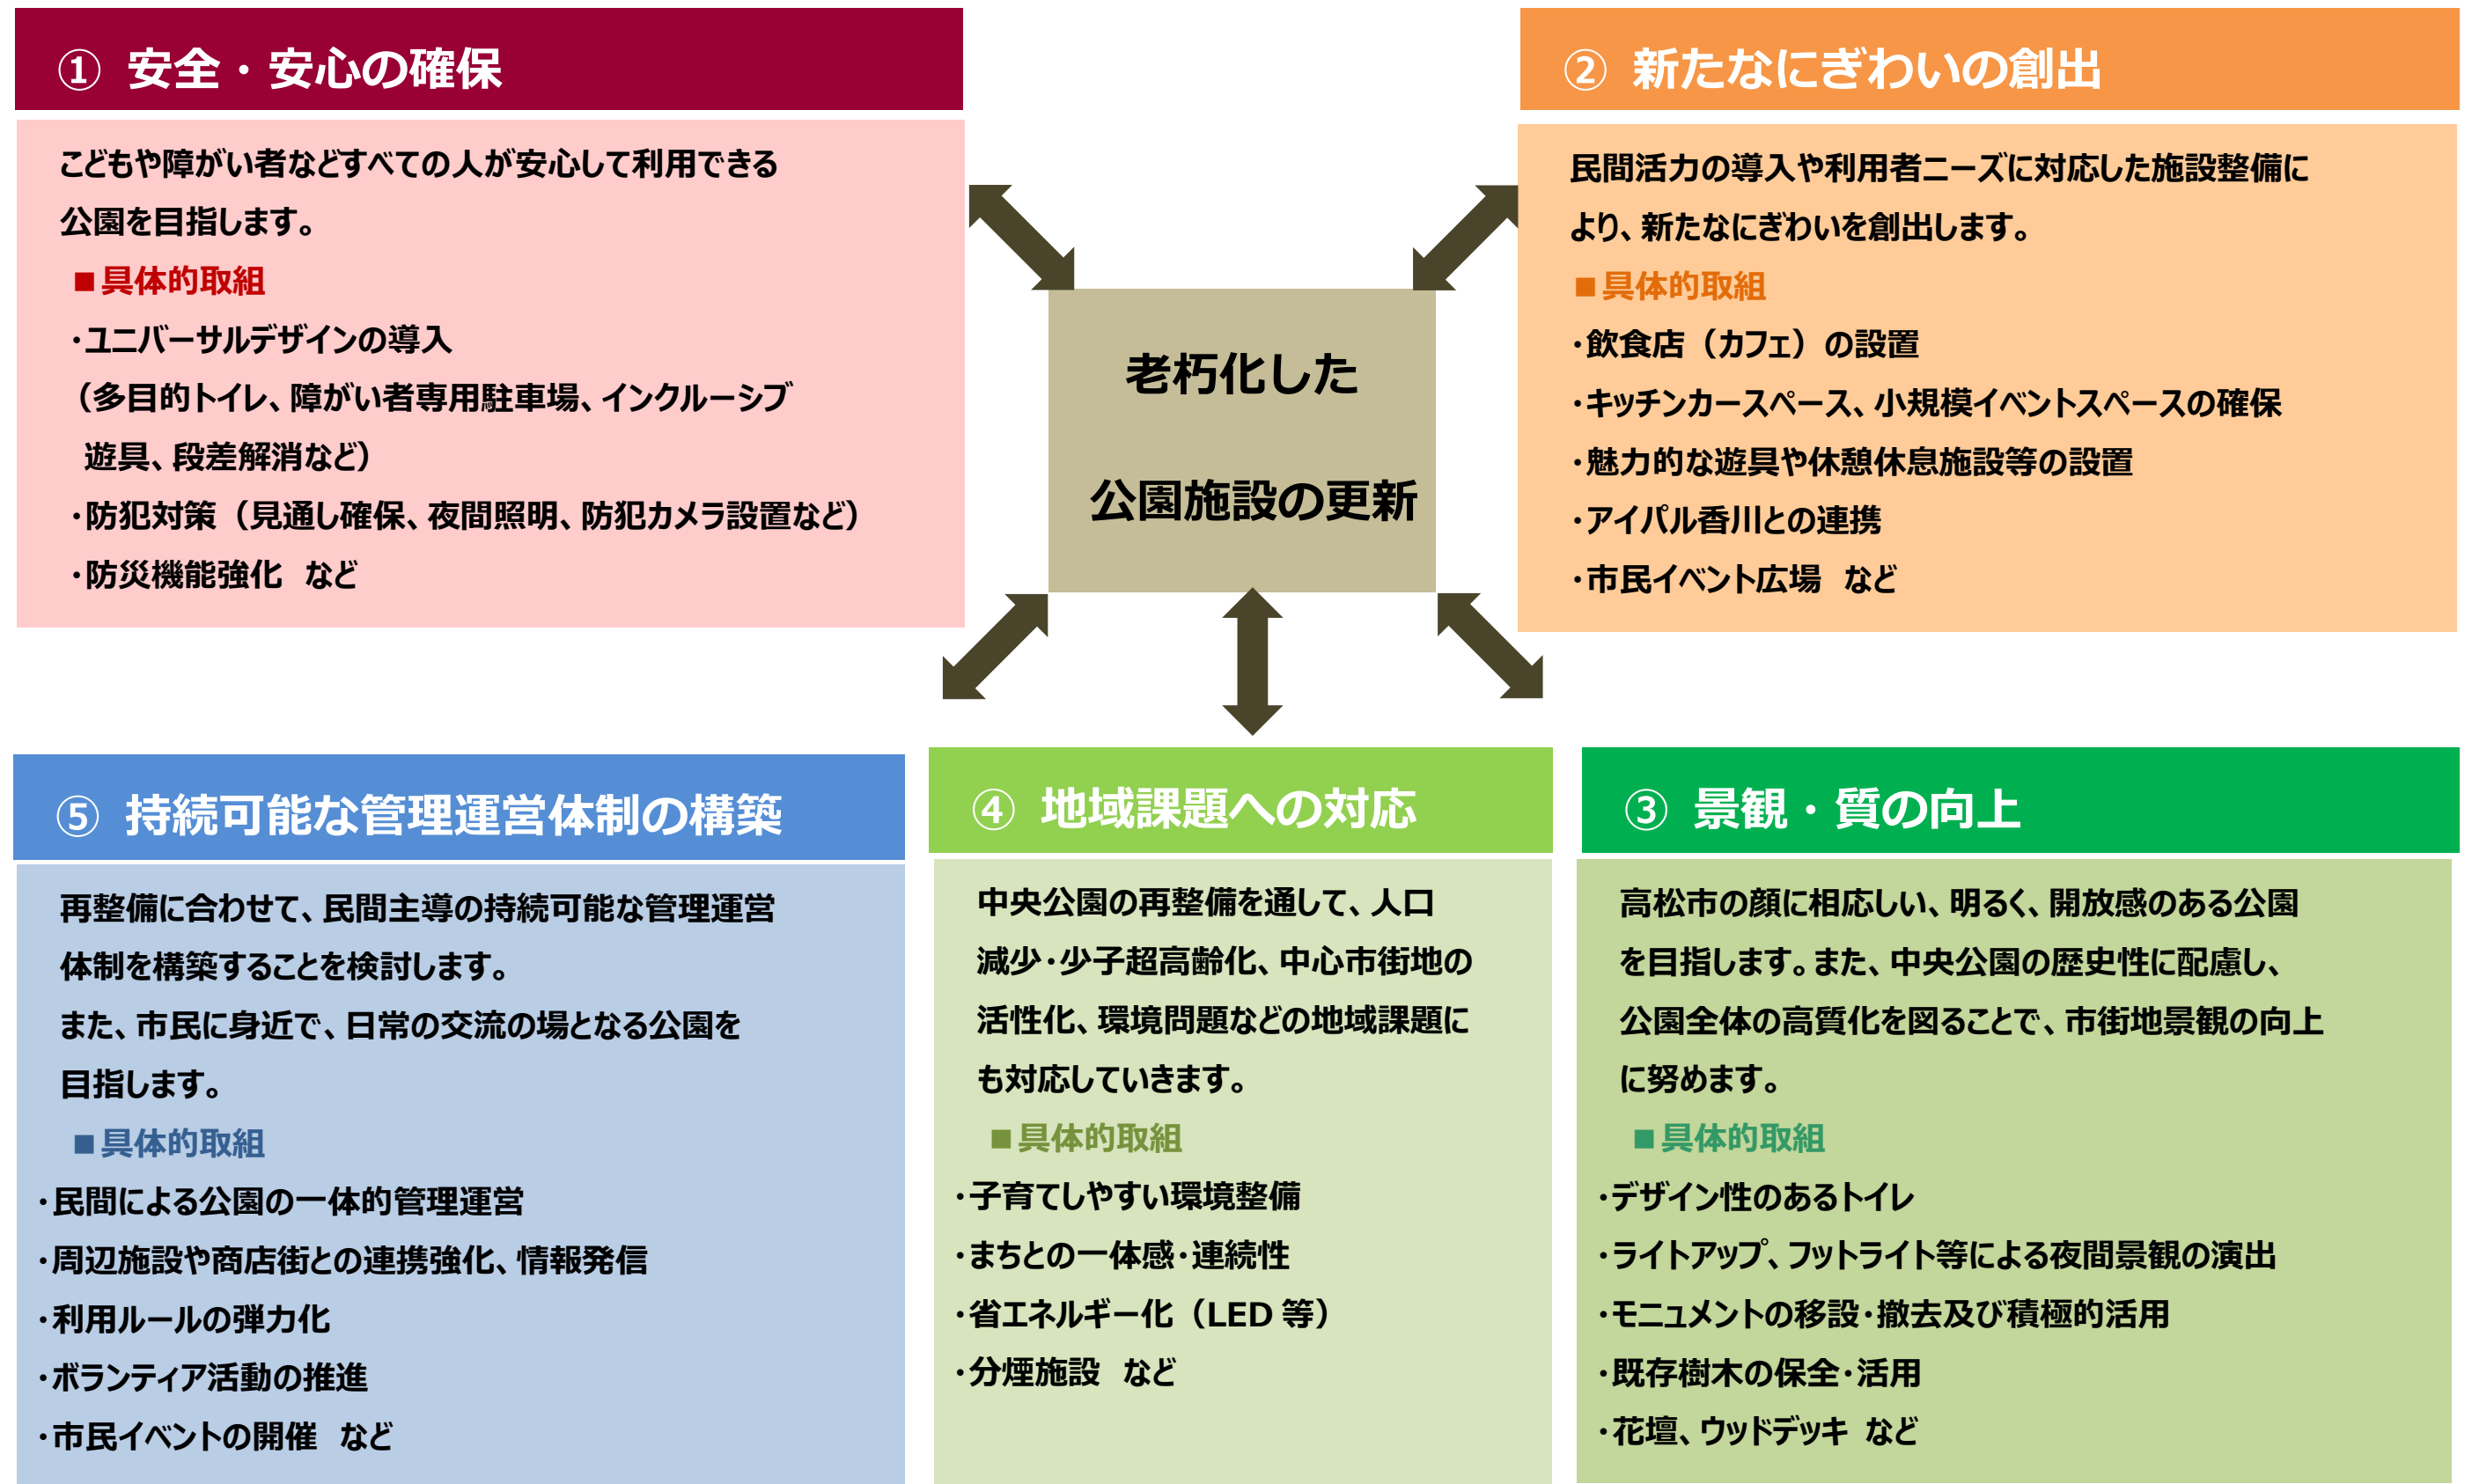 ① 安全・安心の確保
こどもや障がい者などすべての人が安心して利用できる
公園を目指します。
■具体的取組
・ユニバーサルデザインの導入
（多目的トイレ、障がい者専用駐車場、インクルーシブ
遊具、段差解消など）
・防犯対策（見通し確保、夜間照明、防犯カメラ設置など）
・防災機能強化　など
② 新たなにぎわいの創出
民間活力の導入や利用者ニーズに対応した施設整備に
より、新たなにぎわいを創出します。
■具体的取組
・飲食店（カフェ）の設置
・キッチンカースペース、小規模イベントスペースの確保
・魅力的な遊具や休憩休息施設等の設置
・アイパル香川との連携
・市民イベント広場　など
老朽化した
公園施設の更新
⑤ 持続可能な管理運営体制の構築
再整備に合わせて、民間主導の持続可能な管理運営
体制を構築することを検討します。
また、市民に身近で、日常の交流の場となる公園を
目指します。
■具体的取組
・民間による公園の一体的管理運営
・周辺施設や商店街との連携強化、情報発信
・利用ルールの弾力化
・ボランティア活動の推進
・市民イベントの開催　など
④ 地域課題への対応
中央公園の再整備を通して、人口
減少・少子超高齢化、中心市街地の
活性化、環境問題などの地域課題に
も対応していきます。
■具体的取組
・子育てしやすい環境整備
・まちとの一体感・連続性
・省エネルギー化（LED 等）
・分煙施設　など
③ 景観・質の向上
高松市の顔に相応しい、明るく、開放感のある公園
を目指します。また、中央公園の歴史性に配慮し、
公園全体の高質化を図ることで、市街地景観の向上
に努めます。
■具体的取組
・デザイン性のあるトイレ
・ライトアップ、フットライト等による夜間景観の演出
・モニュメントの移設・撤去及び積極的活用
・既存樹木の保全・活用
・花壇、ウッドデッキ など